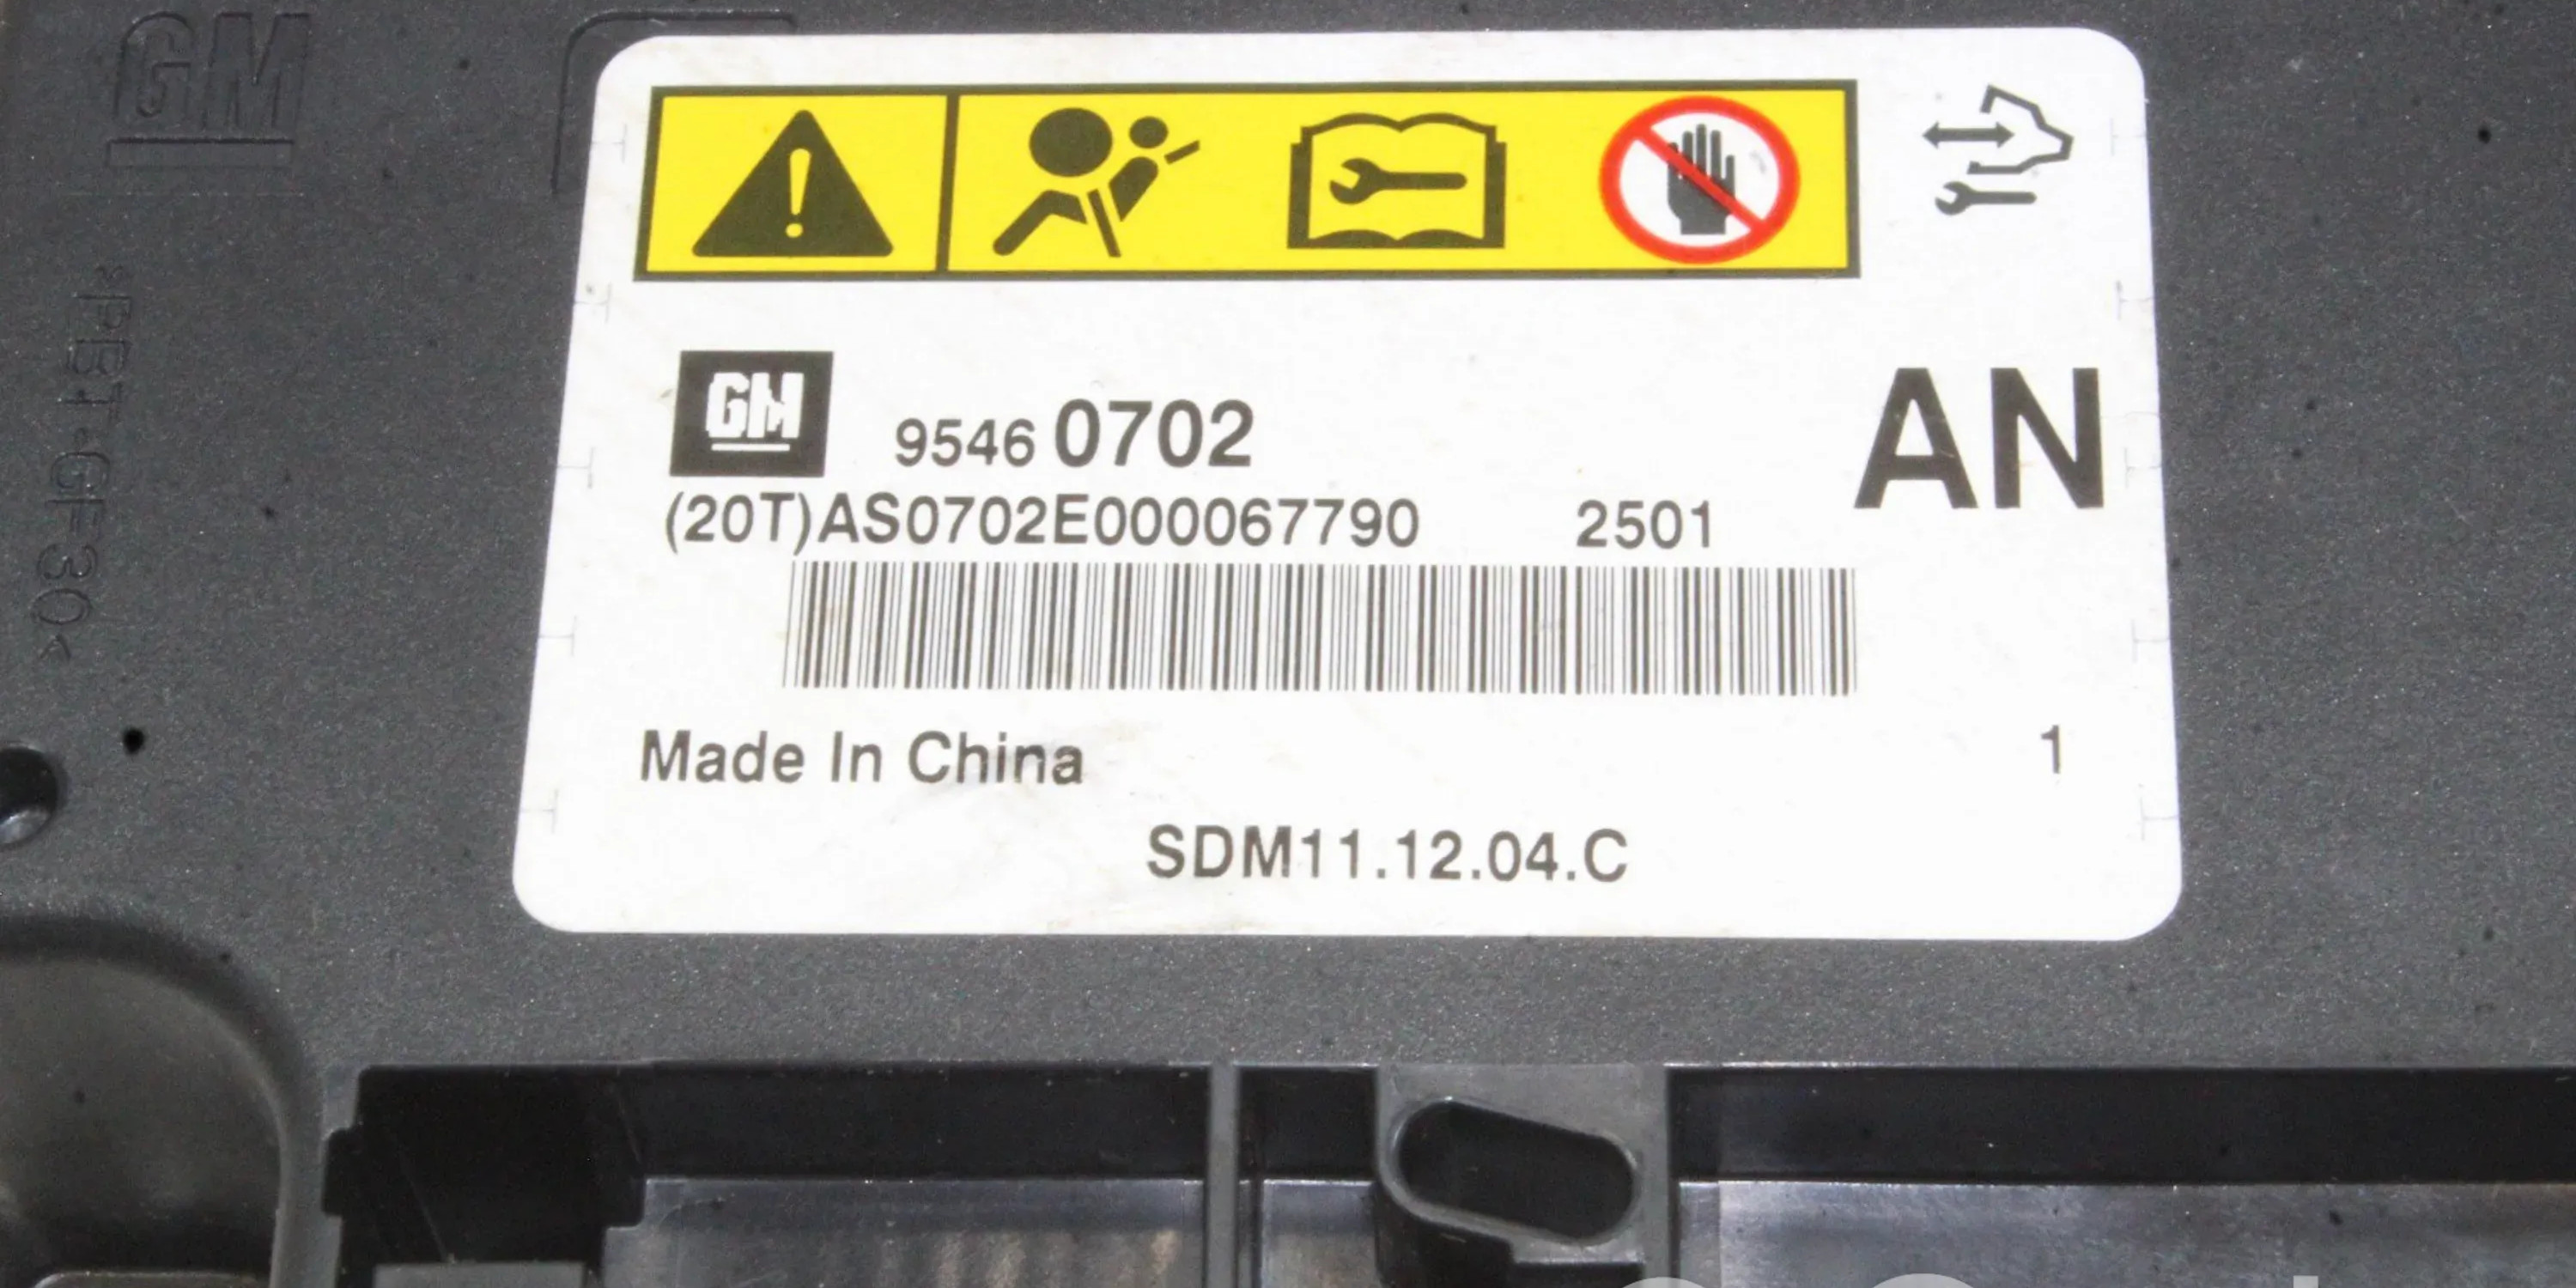 GM
>PBT-GF30<
GM 9546 0702 AN
(20T)AS0702E000067790 2501
Made In China 1
SDM11.12.04.C